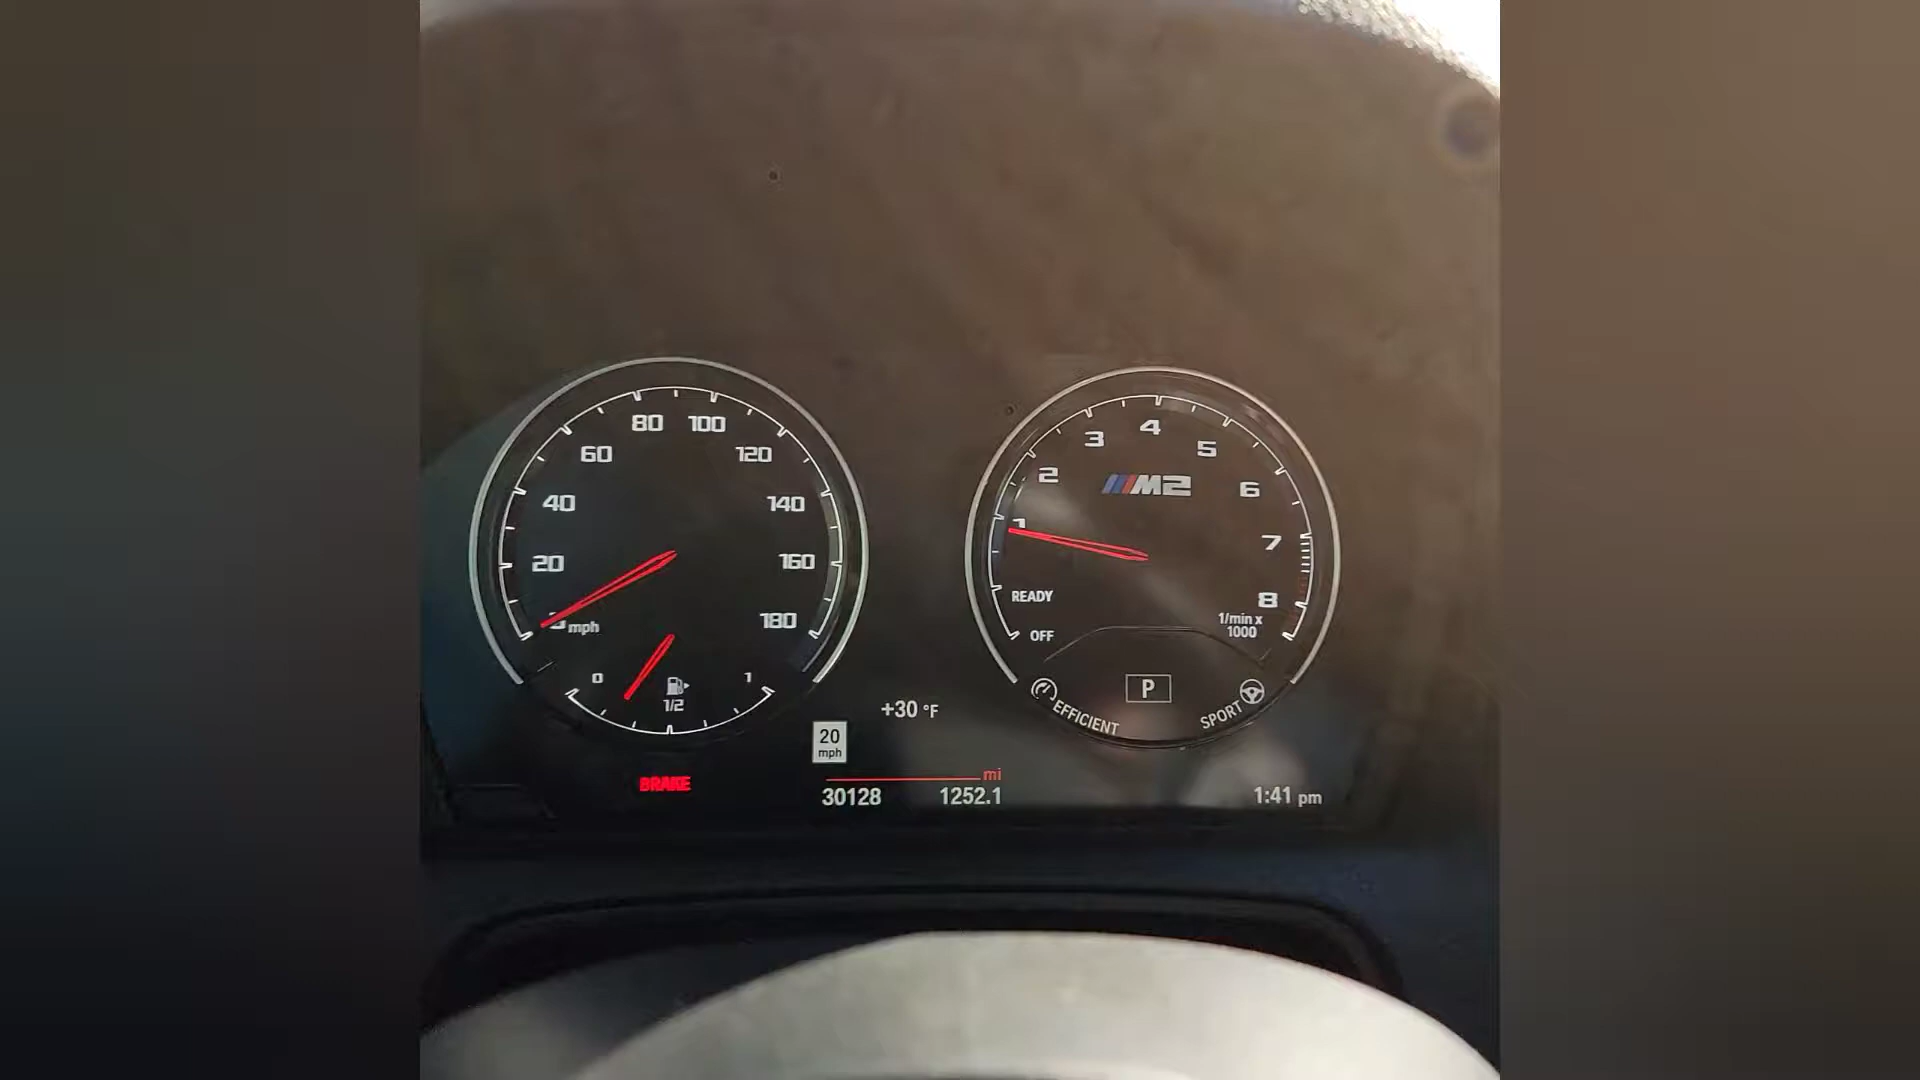 80 100
60 120
40 140
20 160
0 mph 180
0 1
1/2
4
3 5
2 M2 6
1 7
READY 8
1/min x
OFF 1000
P
EFFICIENT SPORT
+30 °F
20
mph
BRAKE
mi
30128 1252.1 1:41 pm